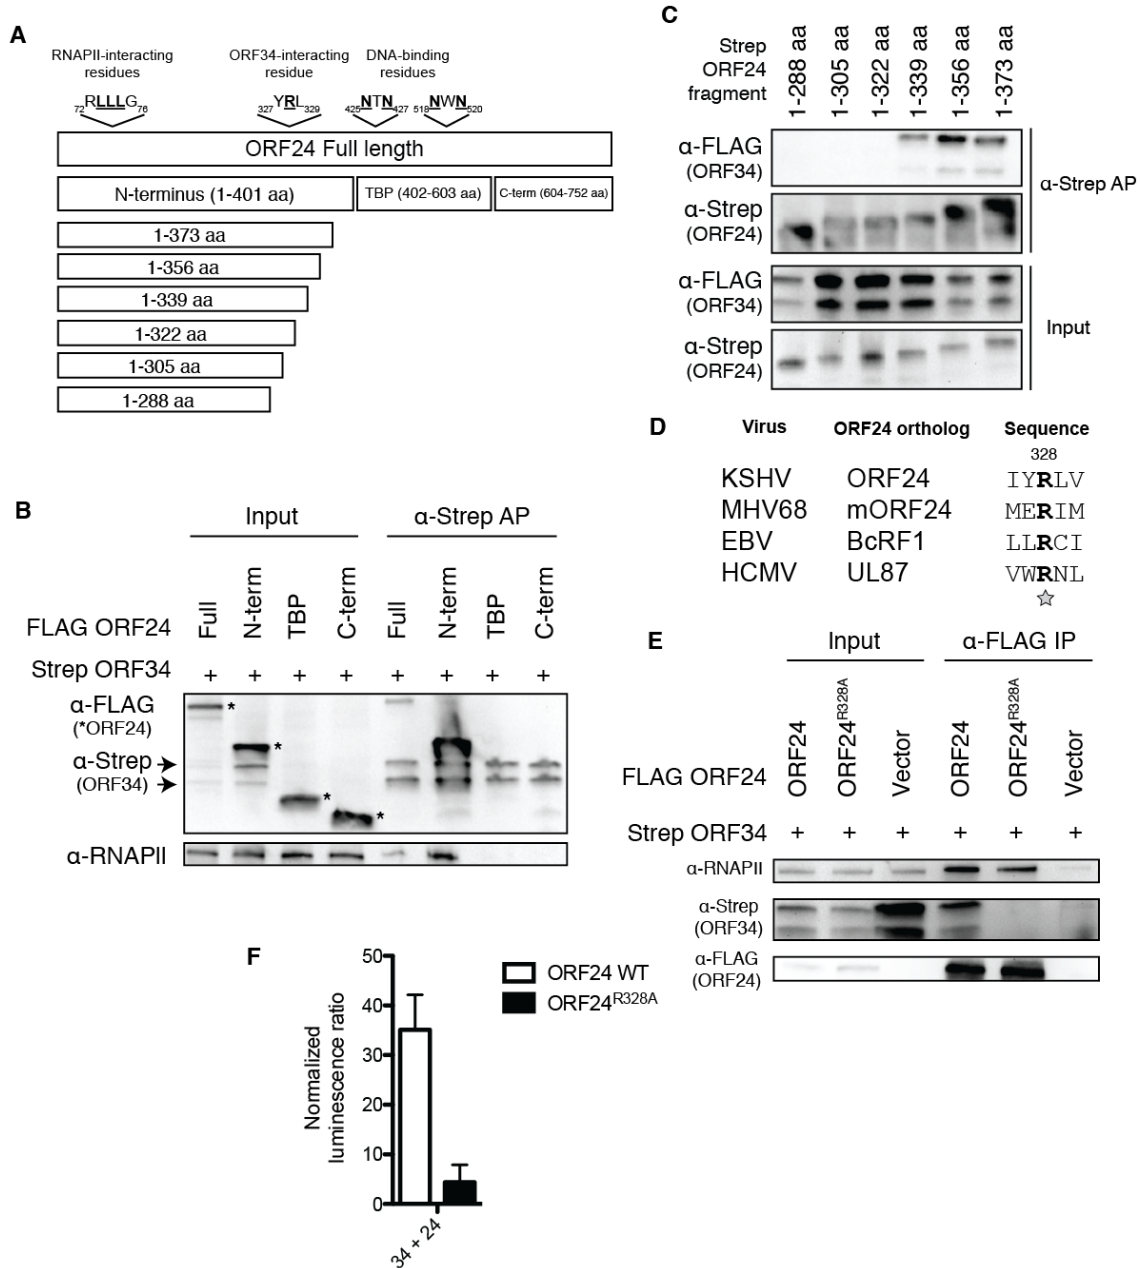 A
RNAPII-interacting residues
ORF34-interacting residue
DNA-binding residues
72RLLLG76
327YRL329
425NTN427
518NWN520
ORF24 Full length
N-terminus (1-401 aa)
TBP (402-603 aa)
C-term (604-752 aa)
1-373 aa
1-356 aa
1-339 aa
1-322 aa
1-305 aa
1-288 aa
B
Input
α-Strep AP
FLAG ORF24
Full
N-term
TBP
C-term
Full
N-term
TBP
C-term
Strep ORF34
+ + + + + + + +
α-FLAG
(*ORF24)
α-Strep
(ORF34)
* * * *
α-RNAPII
C
Strep
ORF24
fragment
1-288 aa
1-305 aa
1-322 aa
1-339 aa
1-356 aa
1-373 aa
α-FLAG
(ORF34)
α-Strep
(ORF24)
α-Strep AP
α-FLAG
(ORF34)
α-Strep
(ORF24)
Input
D
Virus ORF24 ortholog Sequence
328
KSHV ORF24 IYRLV
MHV68 mORF24 MERIM
EBV BcRF1 LLRCI
HCMV UL87 VWRNL
E
Input
α-FLAG IP
FLAG ORF24
ORF24
ORF24R328A
Vector
ORF24
ORF24R328A
Vector
Strep ORF34
+ + + + + +
α-RNAPII
α-Strep
(ORF34)
α-FLAG
(ORF24)
F
Normalized
luminescence ratio
50
40
30
20
10
0
34 + 24
ORF24 WT
ORF24R328A